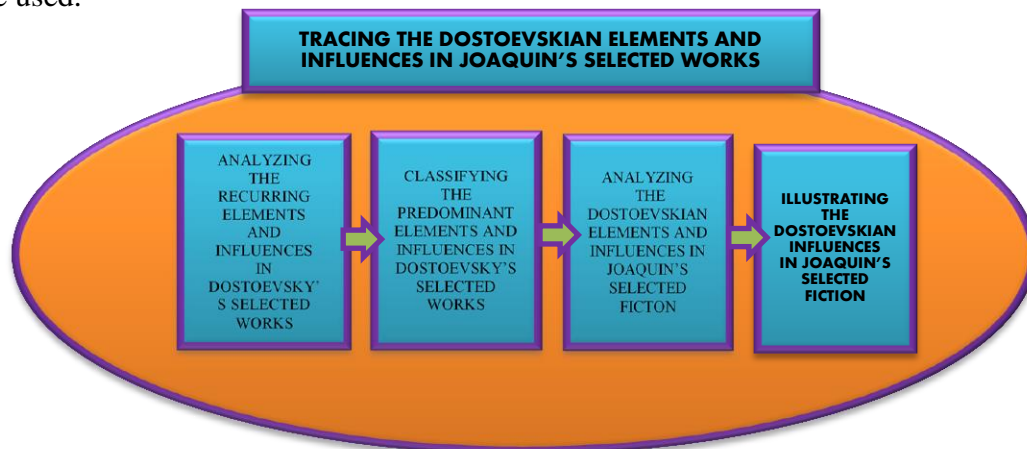 used.
TRACING THE DOSTOEVSKIAN ELEMENTS AND
INFLUENCES IN JOAQUIN'S SELECTED WORKS
ANALYZING
THE
RECURRING
ELEMENTS
AND
INFLUENCES
IN
DOSTOEVSKY'
S SELECTED
WORKS
CLASSIFYING
THE
PREDOMINANT
ELEMENTS AND
INFLUENCES IN
DOSTOEVSKY'S
SELECTED
WORKS
ANALYZING
THE
DOSTOEVSKIAN
ELEMENTS AND
INFLUENCES IN
JOAQUIN'S
SELECTED
FICTON
ILLUSTRATING
THE
DOSTOEVSKIAN
INFLUENCES
IN JOAQUIN'S
SELECTED
FICTION